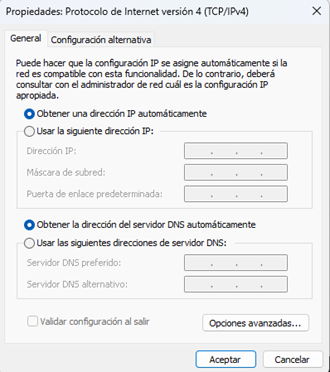 Propiedades: Protocolo de Internet versión 4 (TCP/IPv4)
General
Configuración alternativa
Puede hacer que la configuración IP se asigne automáticamente si la
red es compatible con esta funcionalidad. De lo contrario, deberá
consultar con el administrador de red cuál es la configuración IP
apropiada.
Obtener una dirección IP automáticamente
Usar la siguiente dirección IP:
Dirección IP:
Máscara de subred:
Puerta de enlace predeterminada:
Obtener la dirección del servidor DNS automáticamente
Usar las siguientes direcciones de servidor DNS:
Servidor DNS preferido:
Servidor DNS alternativo:
Validar configuración al salir
Opciones avanzadas...
Aceptar
Cancelar